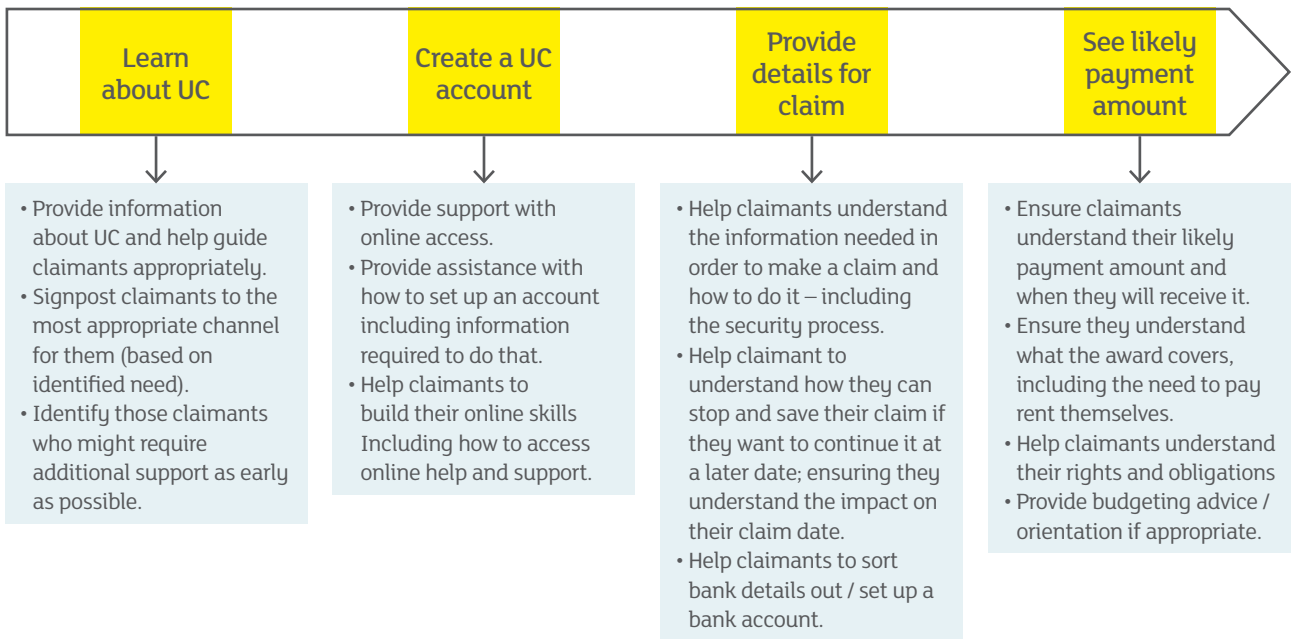 Learn
about UC
Create a UC
account
Provide
details for
claim
See likely
payment
amount
• Provide information
about UC and help guide
claimants appropriately.
• Signpost claimants to the
most appropriate channel
for them (based on
identified need).
• Identify those claimants
who might require
additional support as early
as possible.
• Provide support with
online access.
• Provide assistance with
how to set up an account
including information
required to do that.
• Help claimants to
build their online skills
Including how to access
online help and support.
• Help claimants understand
the information needed in
order to make a claim and
how to do it – including
the security process.
• Help claimant to
understand how they can
stop and save their claim if
they want to continue it at
a later date; ensuring they
understand the impact on
their claim date.
• Help claimants to sort
bank details out / set up a
bank account.
• Ensure claimants
understand their likely
payment amount and
when they will receive it.
• Ensure they understand
what the award covers,
including the need to pay
rent themselves.
• Help claimants understand
their rights and obligations
• Provide budgeting advice /
orientation if appropriate.